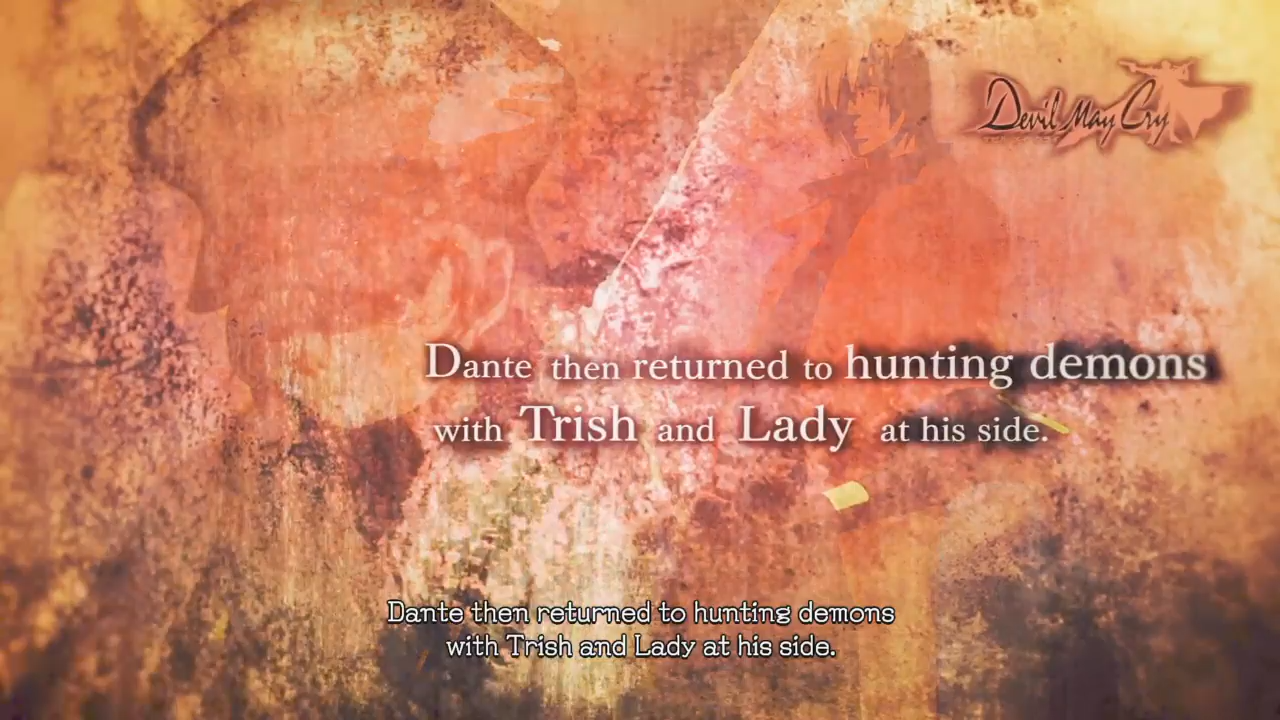 Devil May Cry
Dante then returned to hunting demons
with Trish and Lady at his side.
Dante then returned to hunting demons
with Trish and Lady at his side.